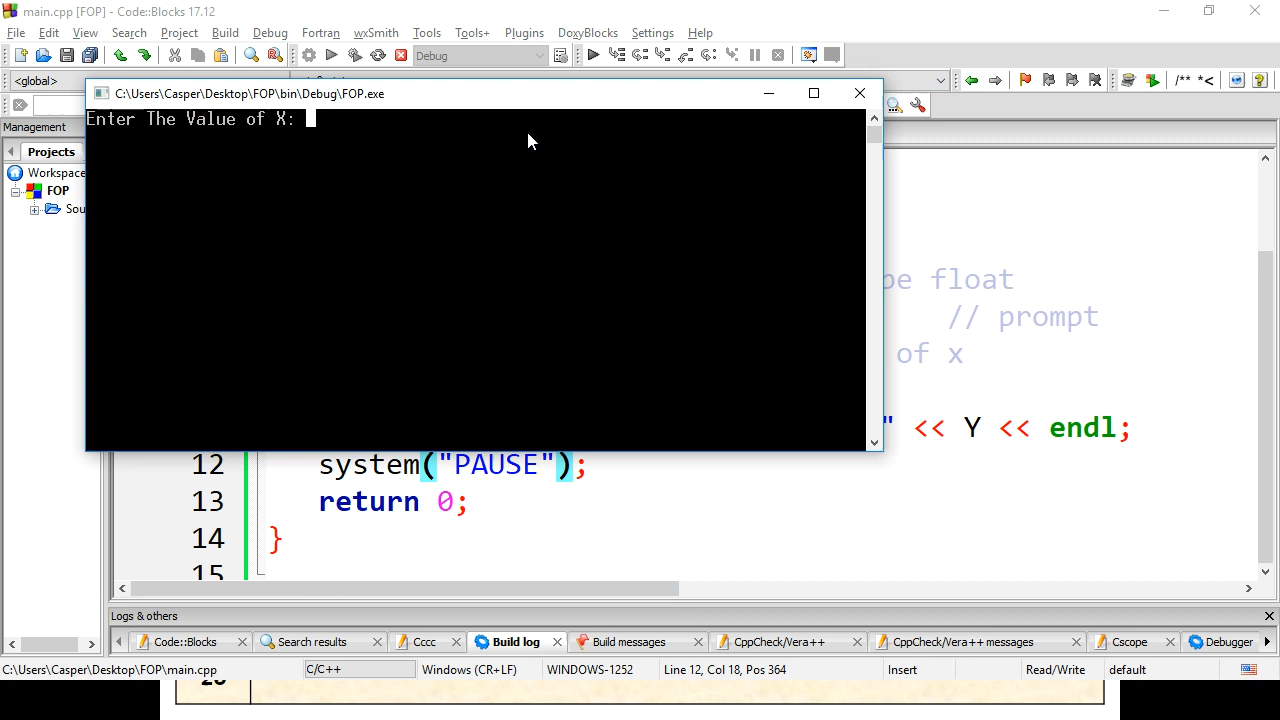 main.cpp [FOP] - Code::Blocks 17.12
File Edit View Search Project Build Debug Fortran wxSmith Tools Tools+ Plugins DoxyBlocks Settings Help
Debug
<global>
/** *<
C:\Users\Casper\Desktop\FOP\bin\Debug\FOP.exe
Enter The Value of X:
Management
Projects
Workspace
FOP
Sou
be float
// prompt
of x
" << Y << endl;
12 system("PAUSE");
13 return 0;
14 }
15
Logs & others
Code::Blocks Search results Cccc Build log Build messages CppCheck/Vera++ CppCheck/Vera++ messages Cscope Debugger
C:\Users\Casper\Desktop\FOP\main.cpp C/C++ Windows (CR+LF) WINDOWS-1252 Line 12, Col 18, Pos 364 Insert Read/Write default